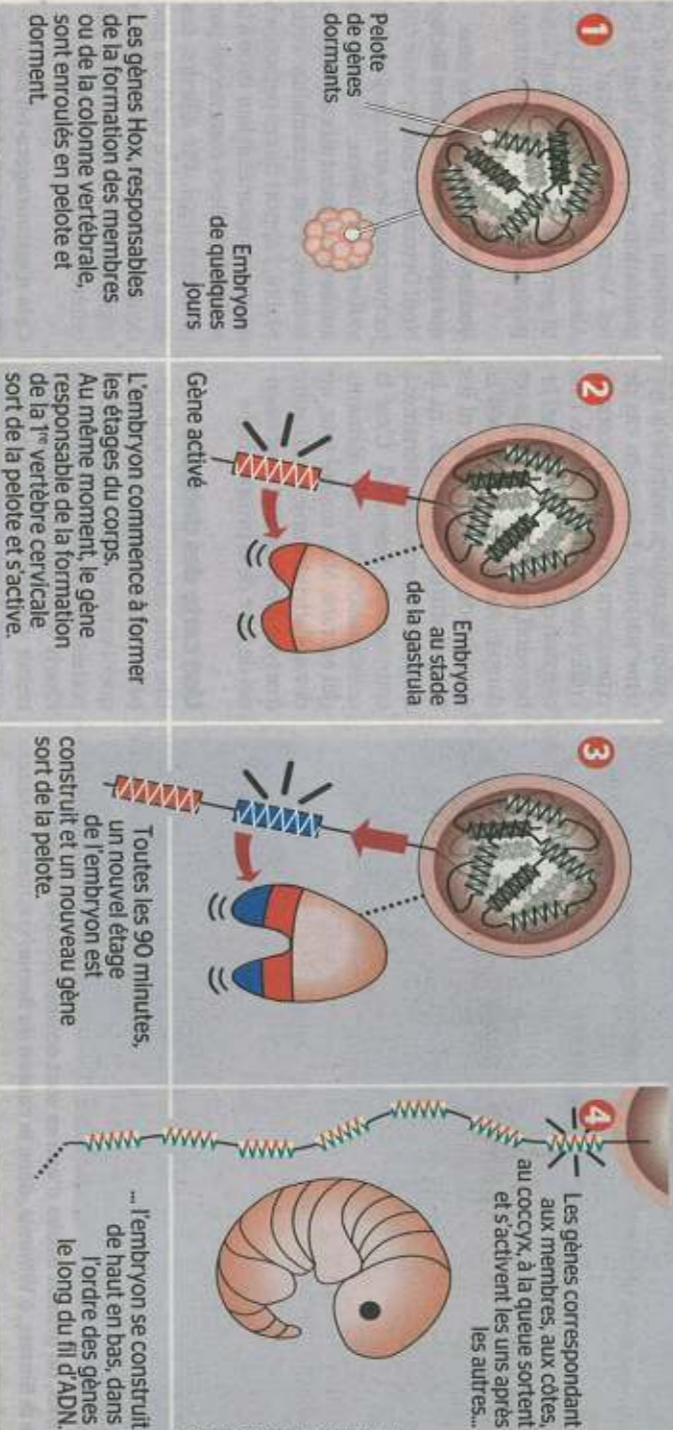 1
Pelote
de gènes
dormants
Embryon
de quelques
jours
Les gènes Hox, responsables
de la formation des membres
ou de la colonne vertébrale,
sont enroulés en pelote et
dorment.
2
Embryon
au stade
de la gastrula
Gène activé
L'embryon commence à former
les étages du corps.
Au même moment, le gène
responsable de la formation
de la 1re vertèbre cervicale
sort de la pelote et s'active.
3
Toutes les 90 minutes,
un nouvel étage
de l'embryon est
construit et un nouveau gène
sort de la pelote.
4
Les gènes correspondant
aux membres, aux côtes,
au coccyx, à la queue sortent
et s'activent les uns après
les autres...
... l'embryon se construit
de haut en bas, dans
l'ordre des gènes
le long du fil d'ADN.